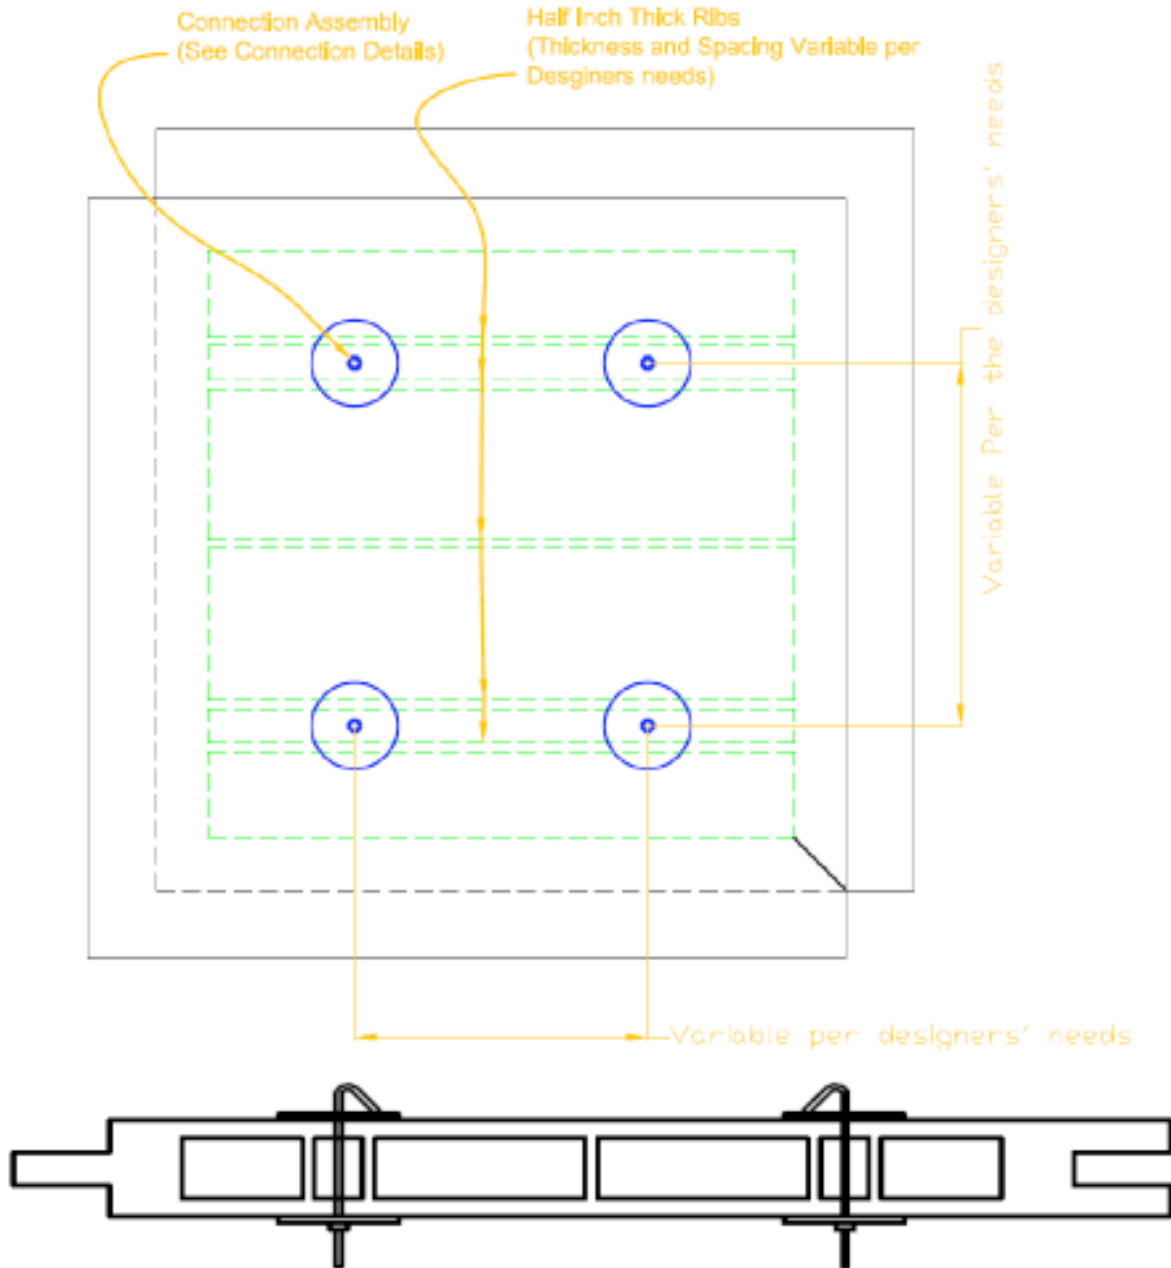 Connection Assembly
(See Connection Details)
Half Inch Thick Ribs
(Thickness and Spacing Variable per
Desginers needs)
Variable Per the designers' needs
Variable per designers' needs